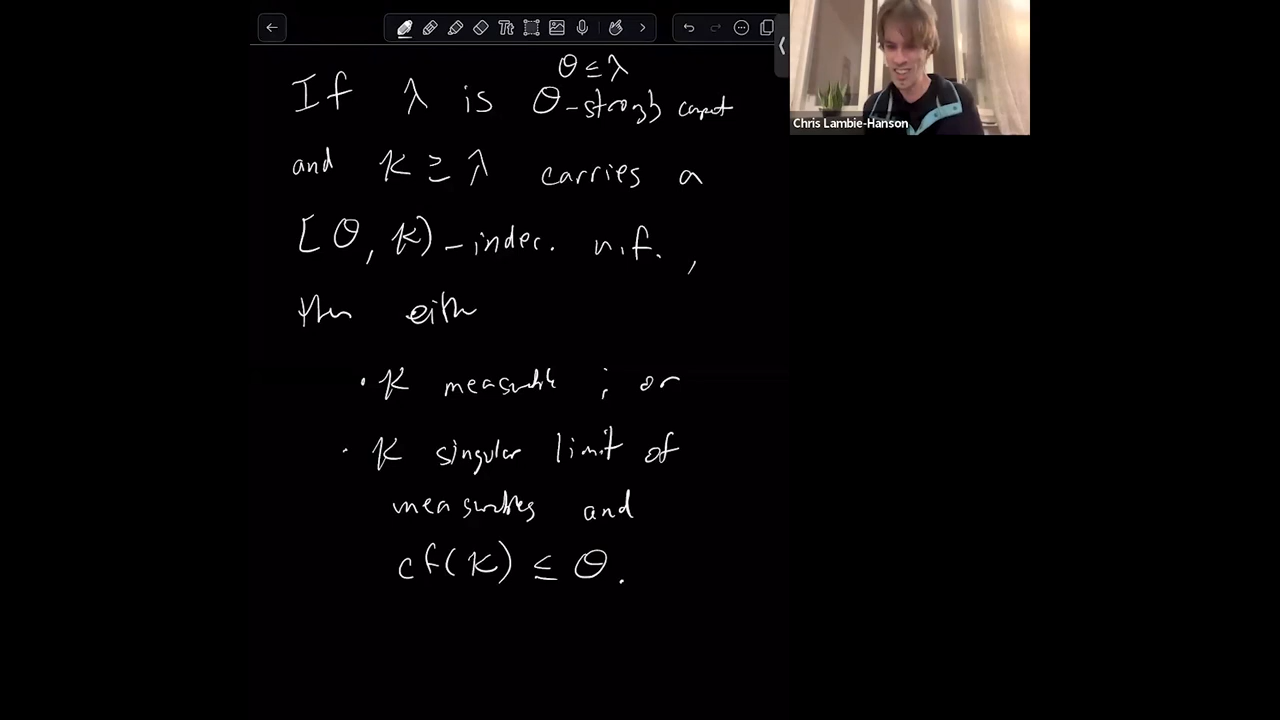 θ ≤ λ
If λ is θ-strongly compact
and κ ≥ λ carries a
[θ, κ)-indec. u.f.,
then either
• κ measurable ; or
• κ singular limit of
measurables and
cf(κ) ≤ θ.
Tt
Chris Lambie-Hanson